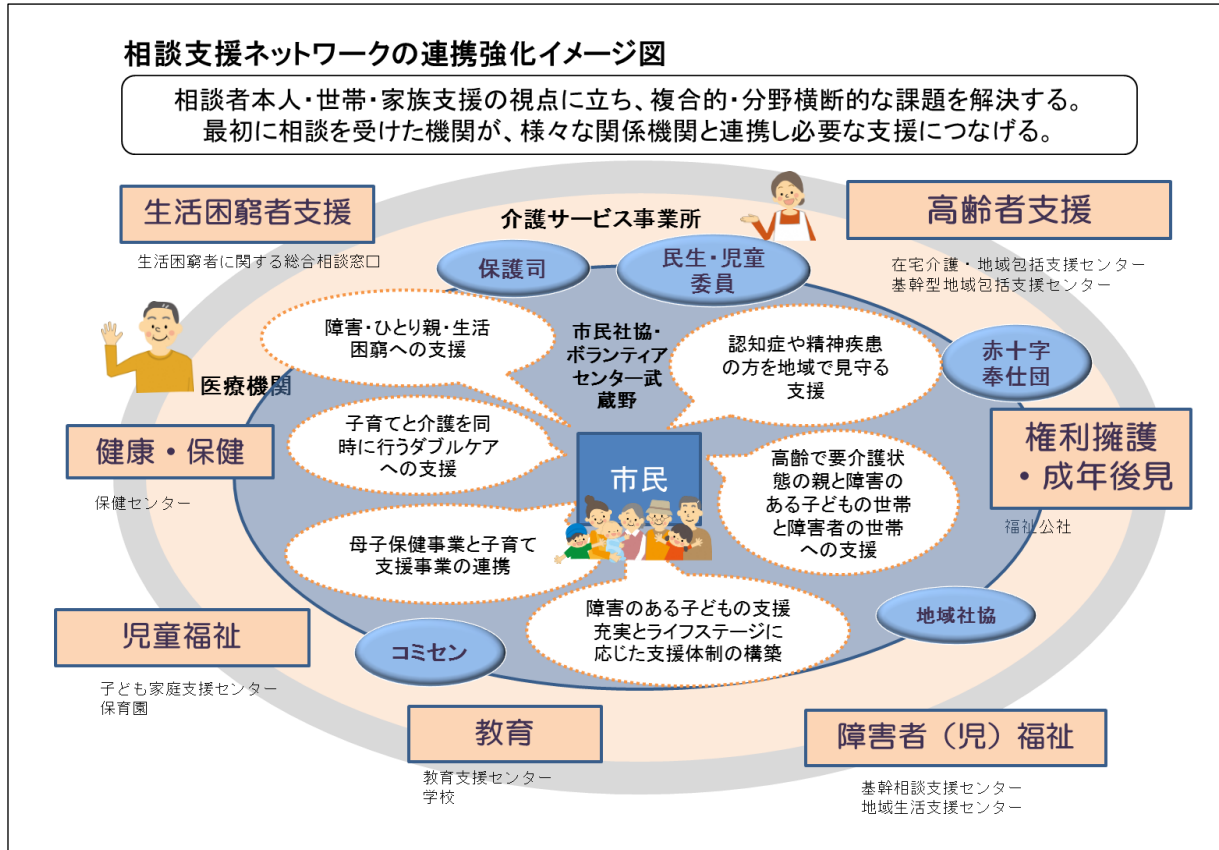 相談支援ネットワークの連携強化イメージ図
相談者本人・世帯・家族支援の視点に立ち、複合的・分野横断的な課題を解決する。
最初に相談を受けた機関が、様々な関係機関と連携し必要な支援につなげる。
生活困窮者支援
生活困窮者に関する総合相談窓口
介護サービス事業所
高齢者支援
在宅介護・地域包括支援センター
基幹型地域包括支援センター
保護司
民生・児童
委員
障害・ひとり親・生活
困窮への支援
市民社協・
ボランティア
センター武
蔵野
認知症や精神疾患
の方を地域で見守る
支援
赤十字
奉仕団
医療機関
健康・保健
保健センター
子育てと介護を同
時に行うダブルケア
への支援
市民
高齢で要介護状
態の親と障害の
ある子どもの世帯
と障害者の世帯
への支援
権利擁護
・成年後見
福祉公社
母子保健事業と子育て
支援事業の連携
障害のある子どもの支援
充実とライフステージに
応じた支援体制の構築
地域社協
コミセン
児童福祉
子ども家庭支援センター
保育園
教育
教育支援センター
学校
障害者（児）福祉
基幹相談支援センター
地域生活支援センター